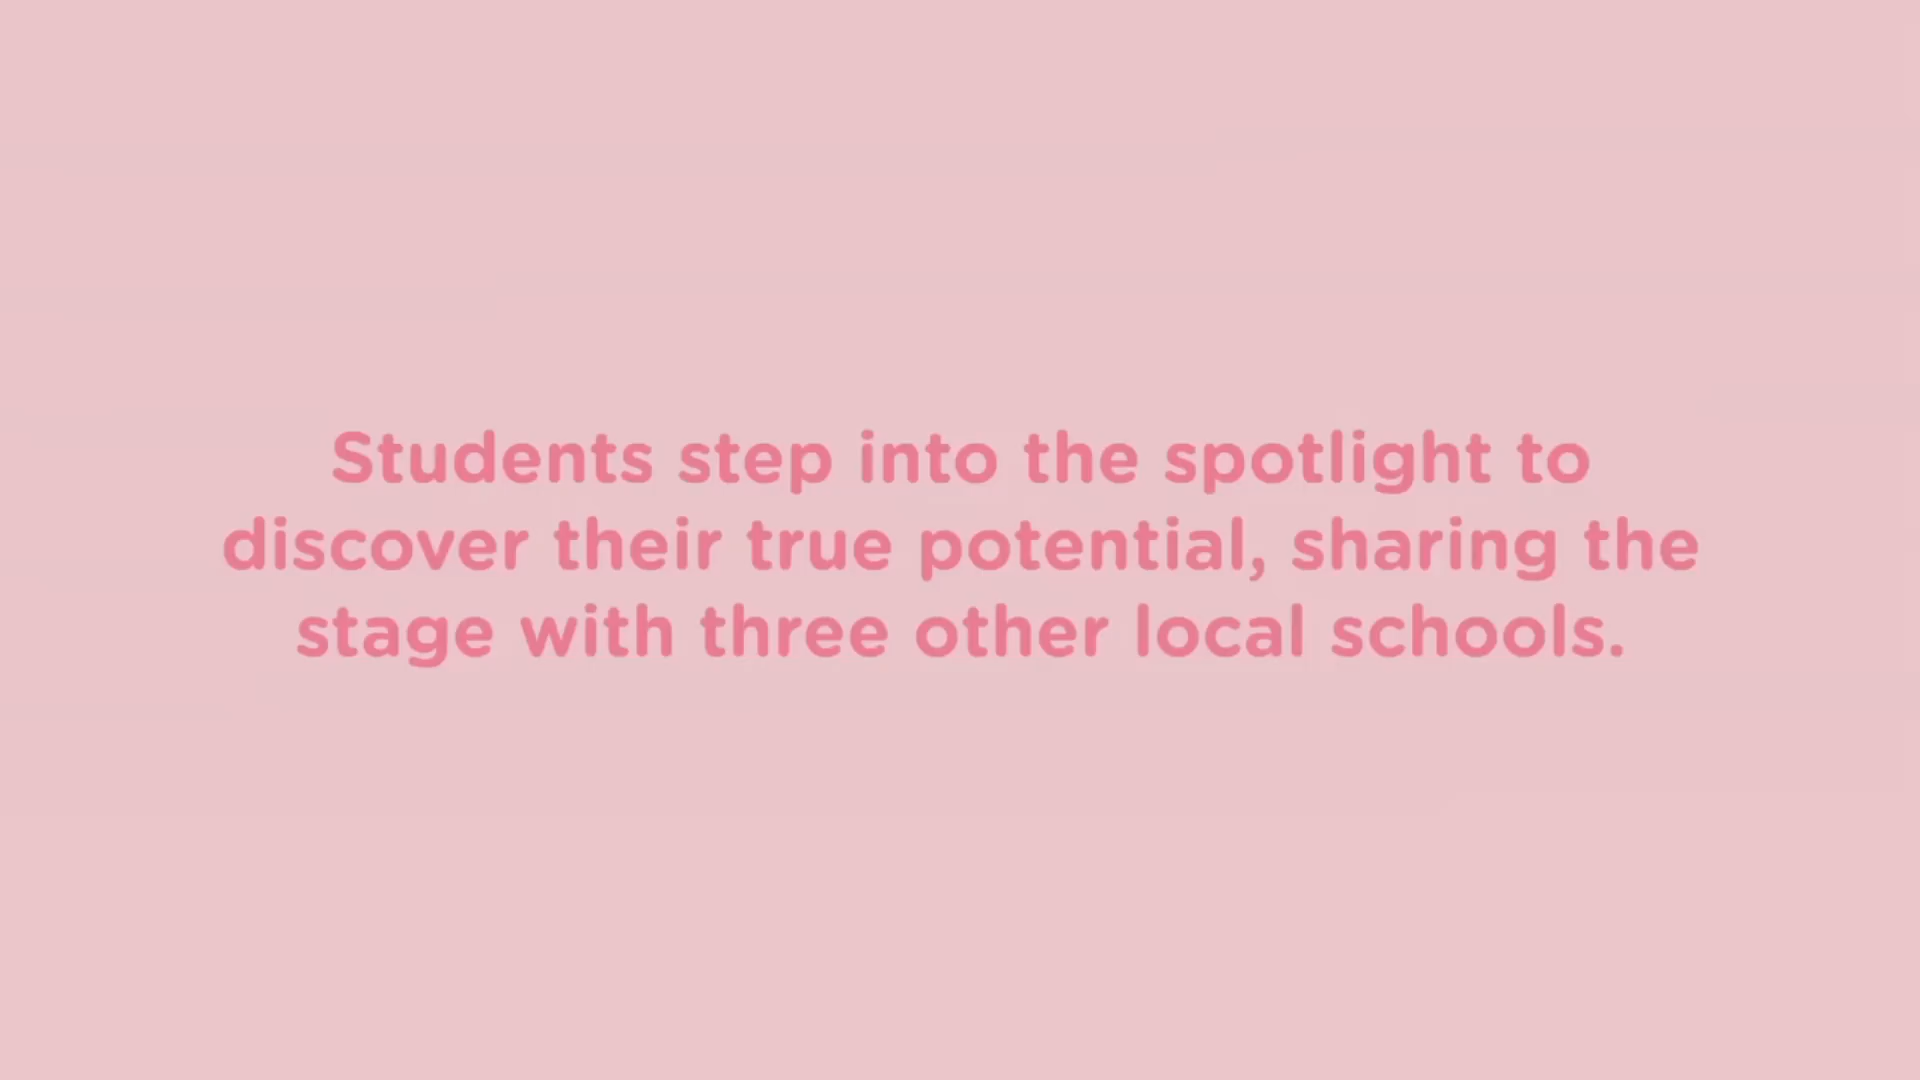 Students step into the spotlight to
discover their true potential, sharing the
stage with three other local schools.